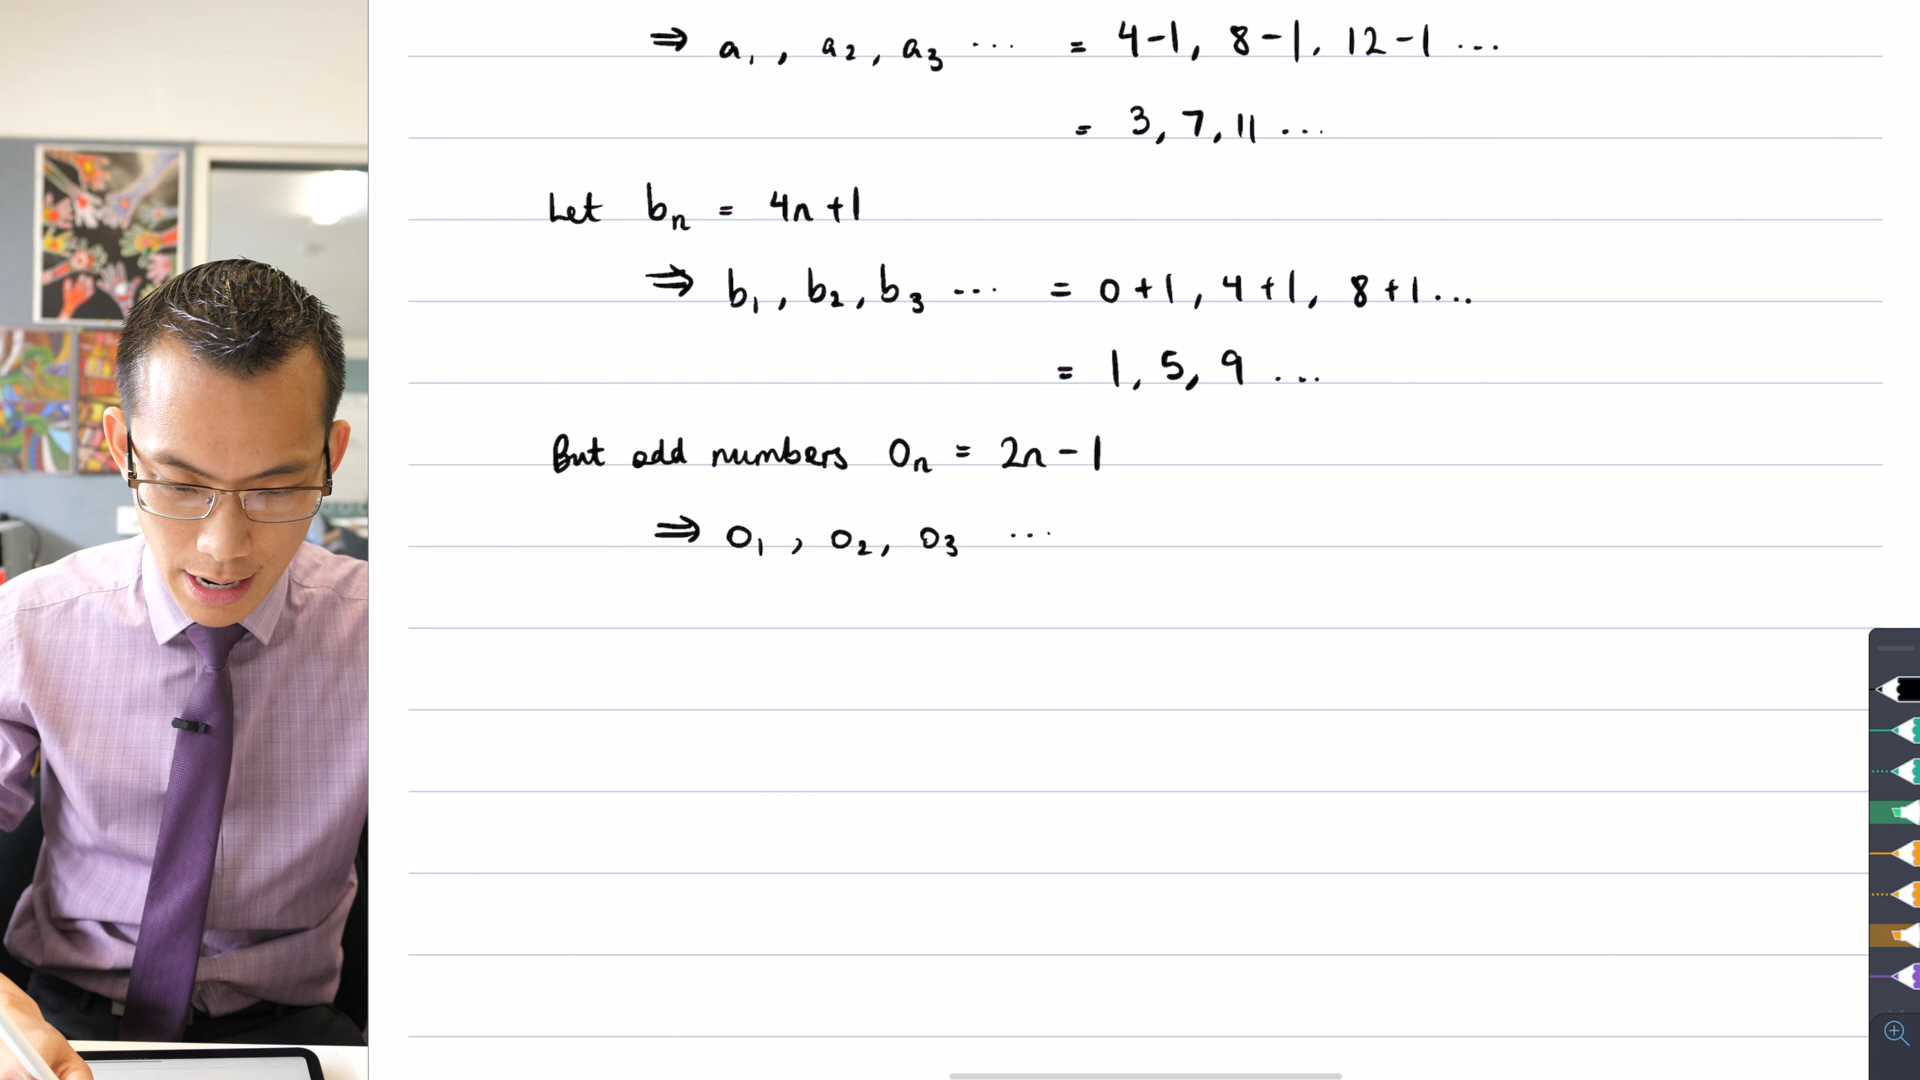 ⇒ a₁, a₂, a₃ ... = 4-1, 8-1, 12-1 ...
= 3, 7, 11 ...
Let bₙ = 4n+1
⇒ b₁, b₂, b₃ ... = 0+1, 4+1, 8+1...
= 1, 5, 9 ...
But odd numbers Oₙ = 2n-1
⇒ O₁, O₂, O₃ ...